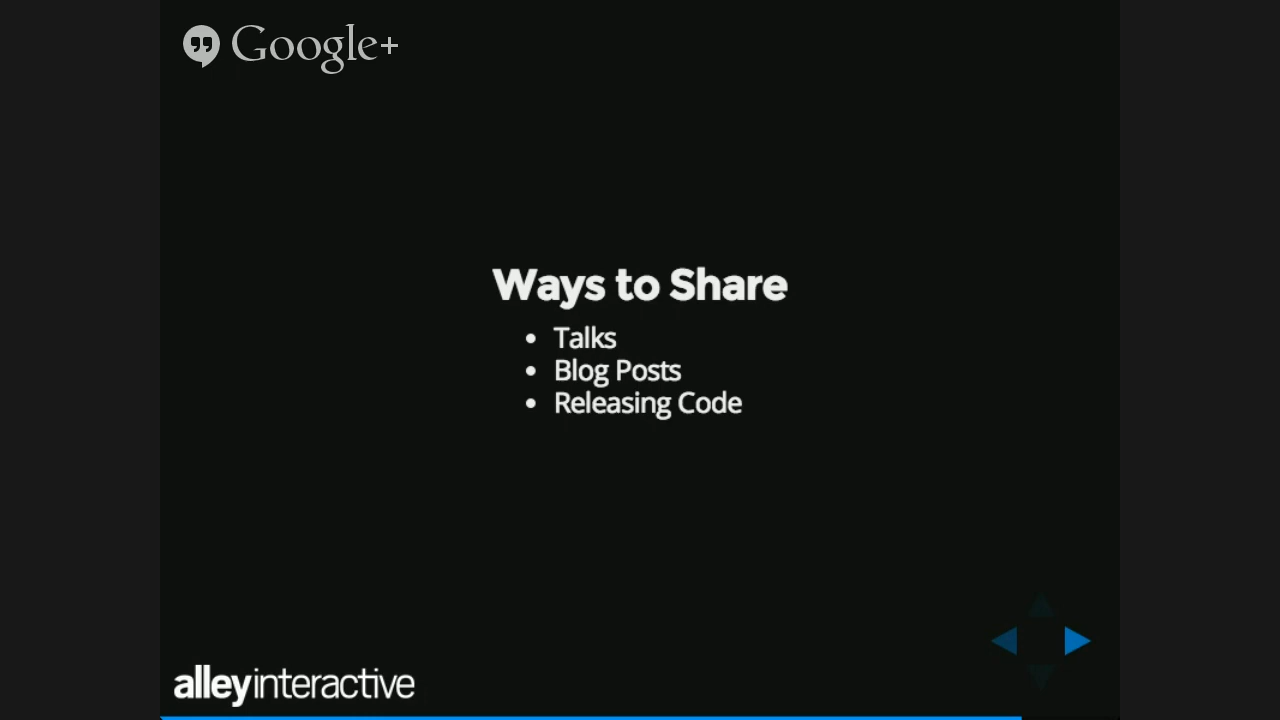 Google+
Ways to Share
• Talks
• Blog Posts
• Releasing Code
alleyinteractive